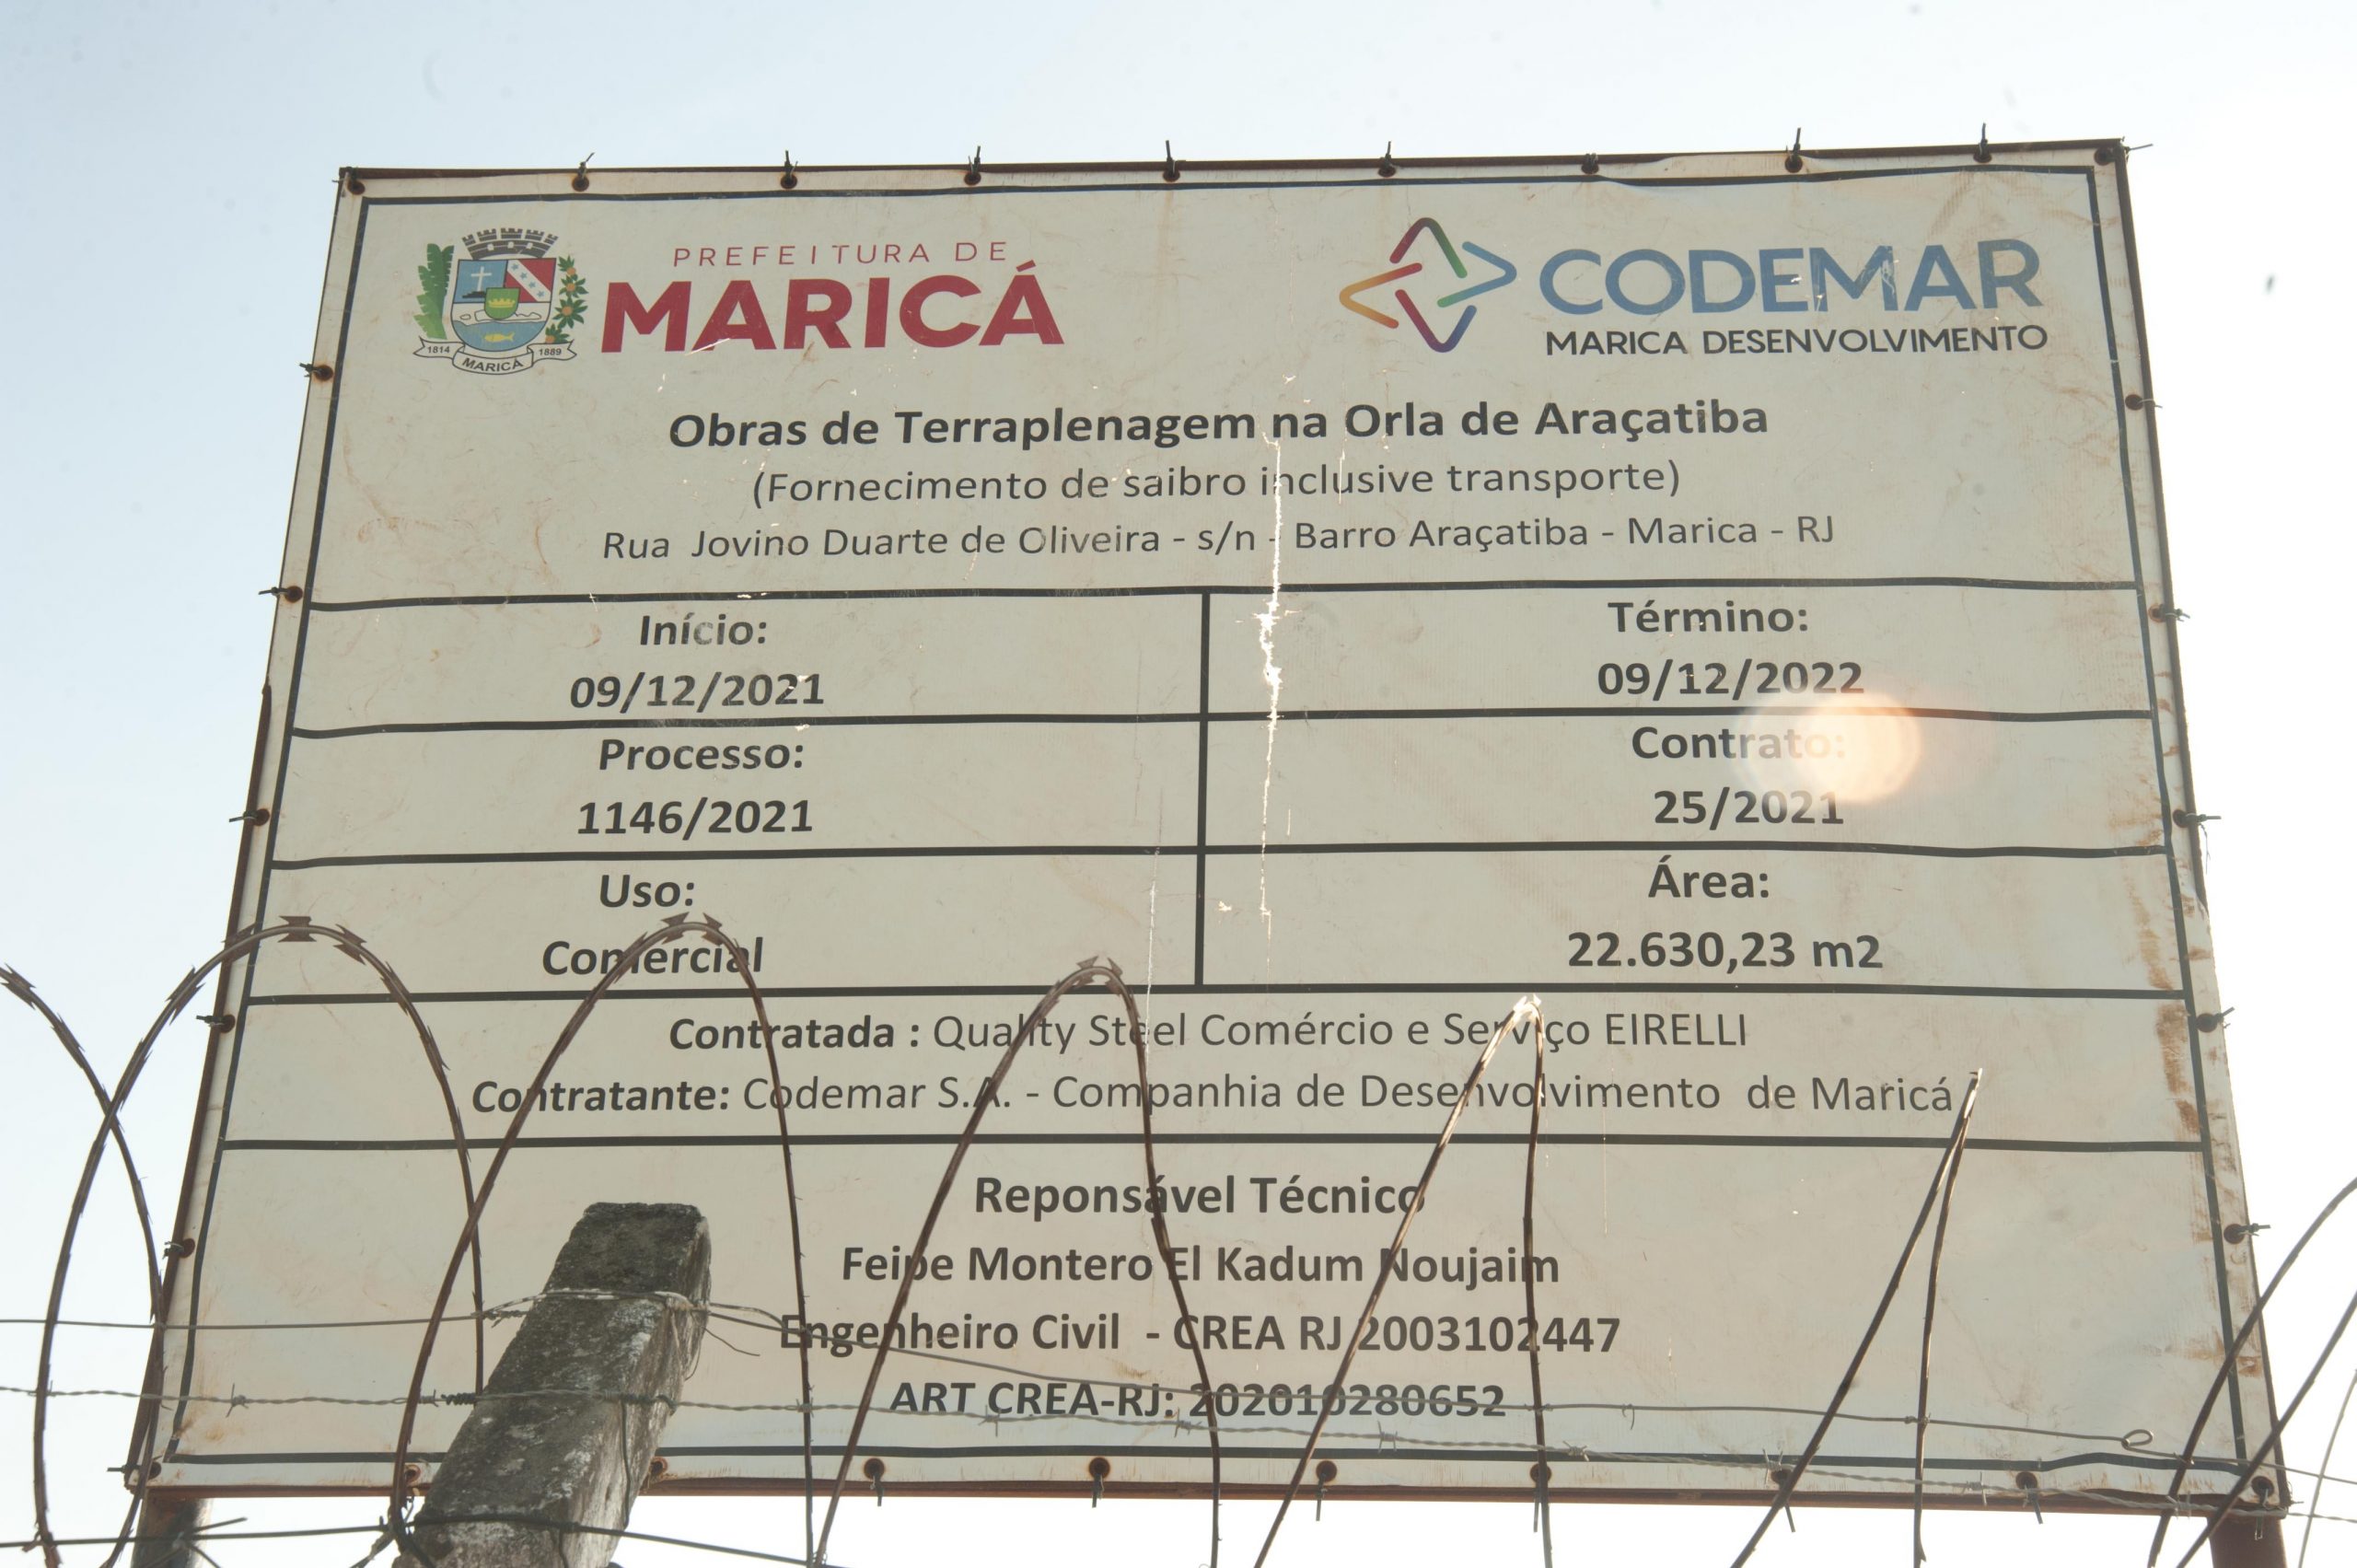 PREFEITURA DE
MARICÁ
1814 MARICÁ 1889
CODEMAR
MARICA DESENVOLVIMENTO
Obras de Terraplenagem na Orla de Araçatiba
(Fornecimento de saibro inclusive transporte)
Rua Jovino Duarte de Oliveira - s/n - Barro Araçatiba - Marica - RJ
Início:
09/12/2021
Término:
09/12/2022
Processo:
1146/2021
Contrato:
25/2021
Uso:
Comercial
Área:
22.630,23 m2
Contratada : Quality Steel Comércio e Serviço EIRELLI
Contratante: Codemar S.A. - Companhia de Desenvolvimento de Maricá
Reponsável Técnico
Feipe Montero El Kadum Noujaim
Engenheiro Civil - CREA RJ 2003102447
ART CREA-RJ: 202010280652